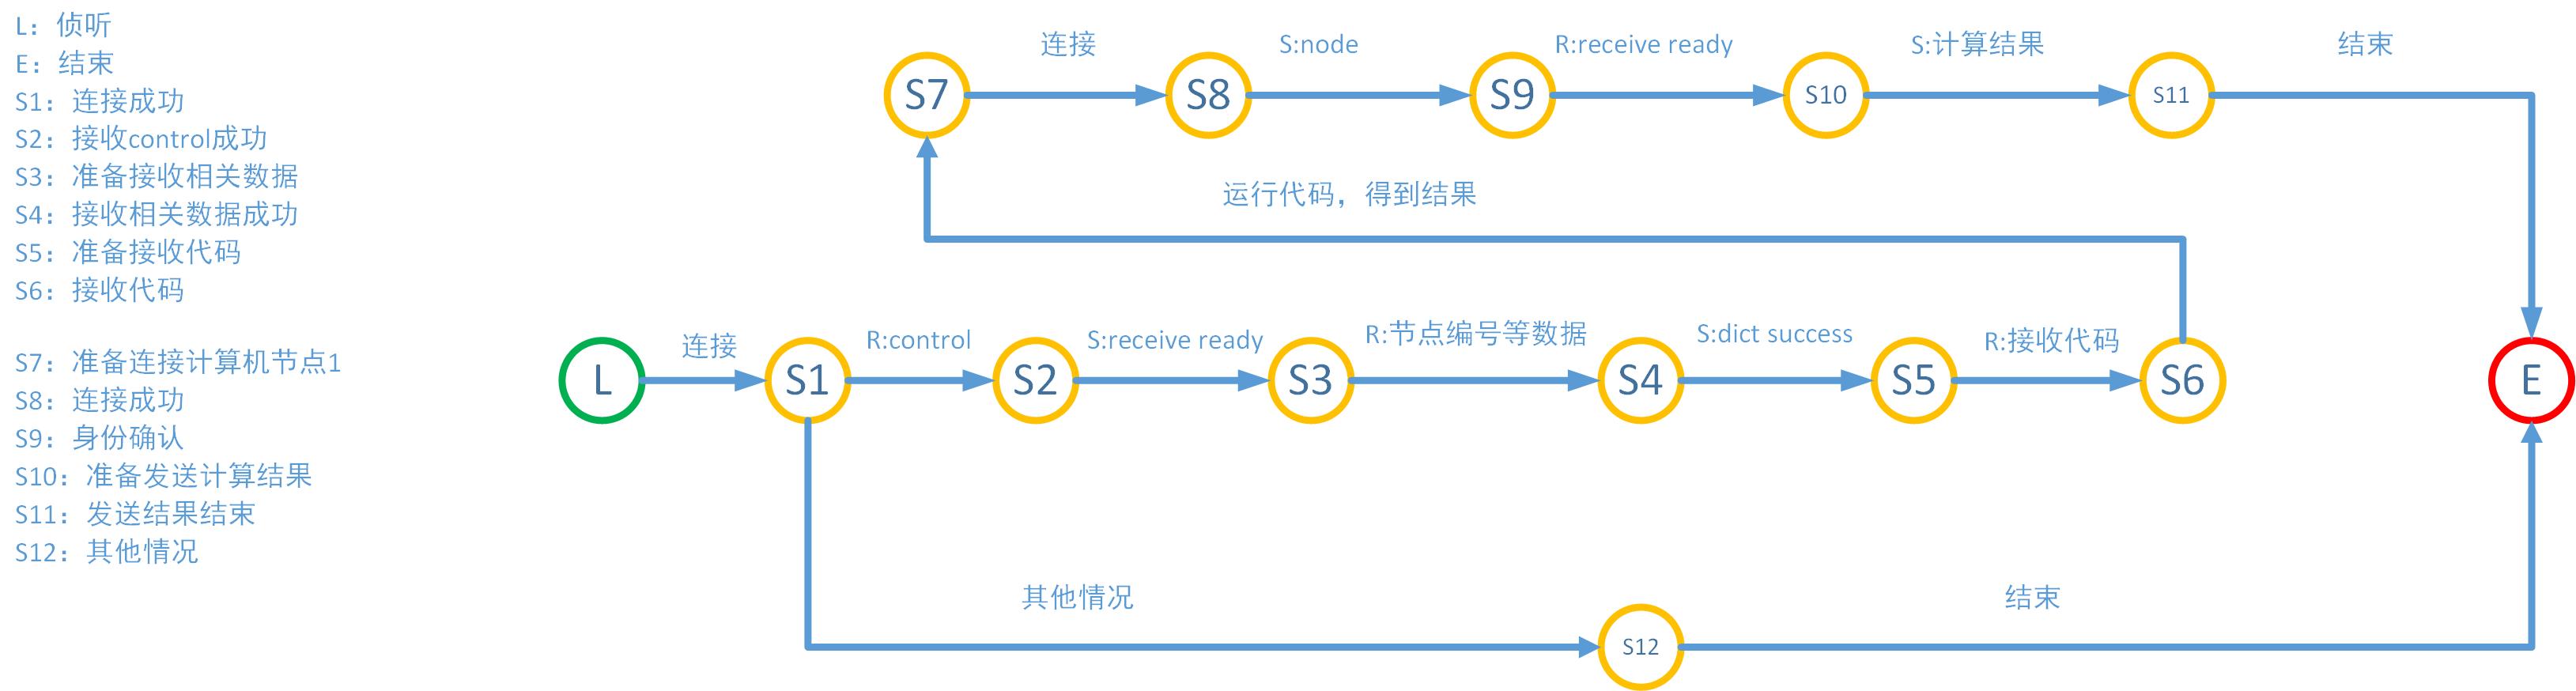 L：侦听
E：结束
S1：连接成功
S2：接收control成功
S3：准备接收相关数据
S4：接收相关数据成功
S5：准备接收代码
S6：接收代码
S7：准备连接计算机节点1
S8：连接成功
S9：身份确认
S10：准备发送计算结果
S11：发送结果结束
S12：其他情况
连接
S:node
R:receive ready
S:计算结果
结束
S7
S8
S9
S10
S11
运行代码，得到结果
连接
R:control
S:receive ready
R:节点编号等数据
S:dict success
R:接收代码
L
S1
S2
S3
S4
S5
S6
E
其他情况
结束
S12